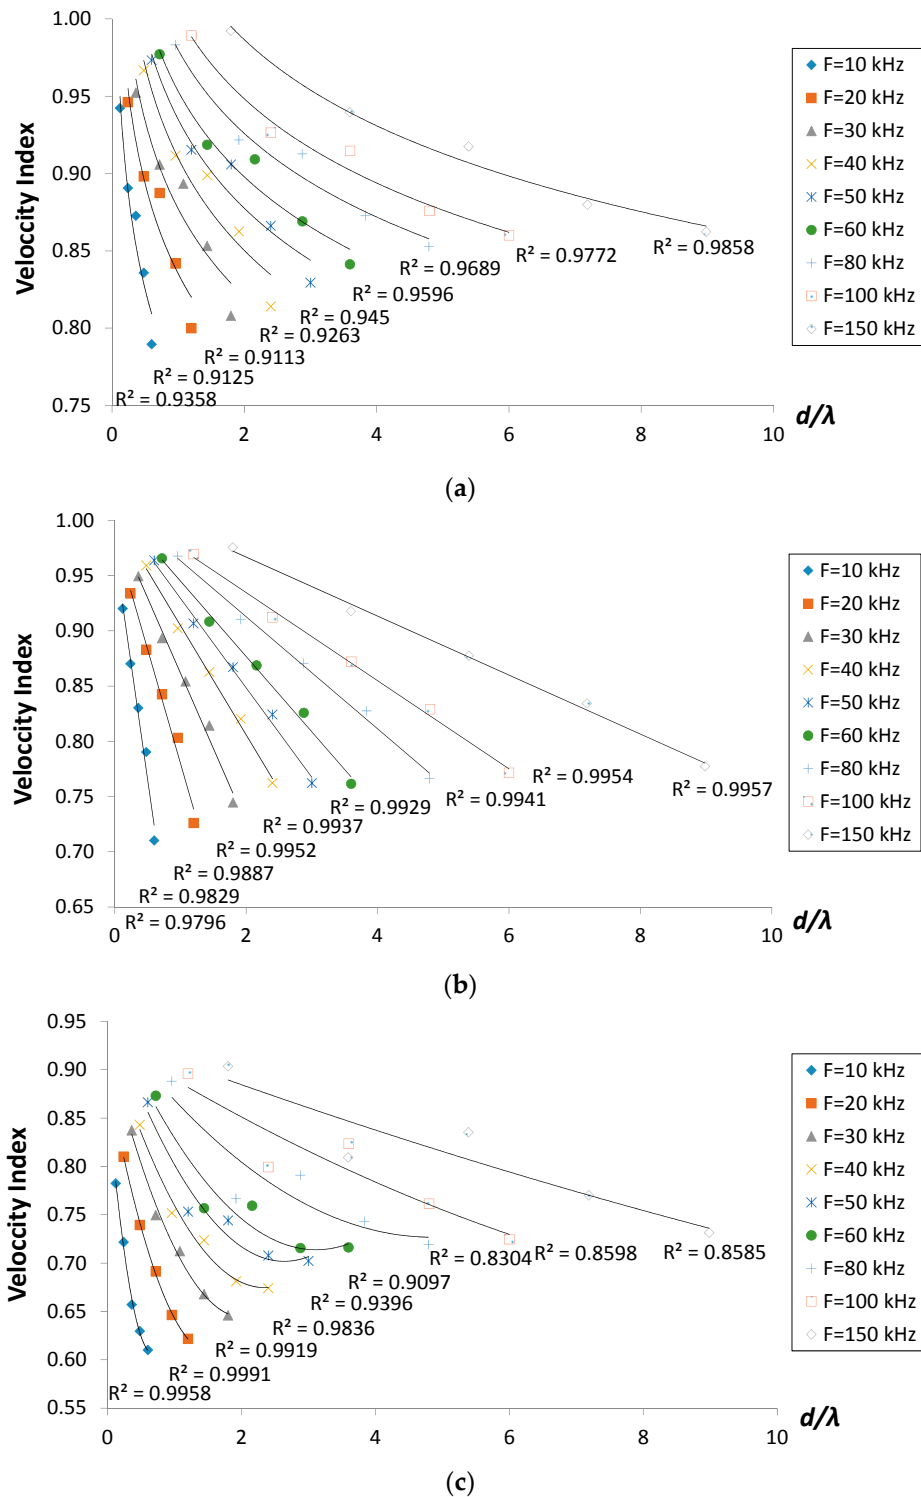 1.00
0.95
0.90
0.85
0.80
0.75
Veloccity Index
0
2
4
6
8
10
d/λ
R² = 0.9358
R² = 0.9125
R² = 0.9113
R² = 0.9263
R² = 0.945
R² = 0.9596
R² = 0.9689
R² = 0.9772
R² = 0.9858
F=10 kHz
F=20 kHz
F=30 kHz
F=40 kHz
F=50 kHz
F=60 kHz
F=80 kHz
F=100 kHz
F=150 kHz
(a)
1.00
0.95
0.90
0.85
0.80
0.75
0.70
0.65
Veloccity Index
0
2
4
6
8
10
d/λ
R² = 0.9796
R² = 0.9829
R² = 0.9887
R² = 0.9952
R² = 0.9937
R² = 0.9929
R² = 0.9941
R² = 0.9954
R² = 0.9957
F=10 kHz
F=20 kHz
F=30 kHz
F=40 kHz
F=50 kHz
F=60 kHz
F=80 kHz
F=100 kHz
F=150 kHz
(b)
0.95
0.90
0.85
0.80
0.75
0.70
0.65
0.60
0.55
Veloccity Index
0
2
4
6
8
10
d/λ
R² = 0.9958
R² = 0.9991
R² = 0.9919
R² = 0.9836
R² = 0.9396
R² = 0.9097
R² = 0.8304
R² = 0.8598
R² = 0.8585
F=10 kHz
F=20 kHz
F=30 kHz
F=40 kHz
F=50 kHz
F=60 kHz
F=80 kHz
F=100 kHz
F=150 kHz
(c)